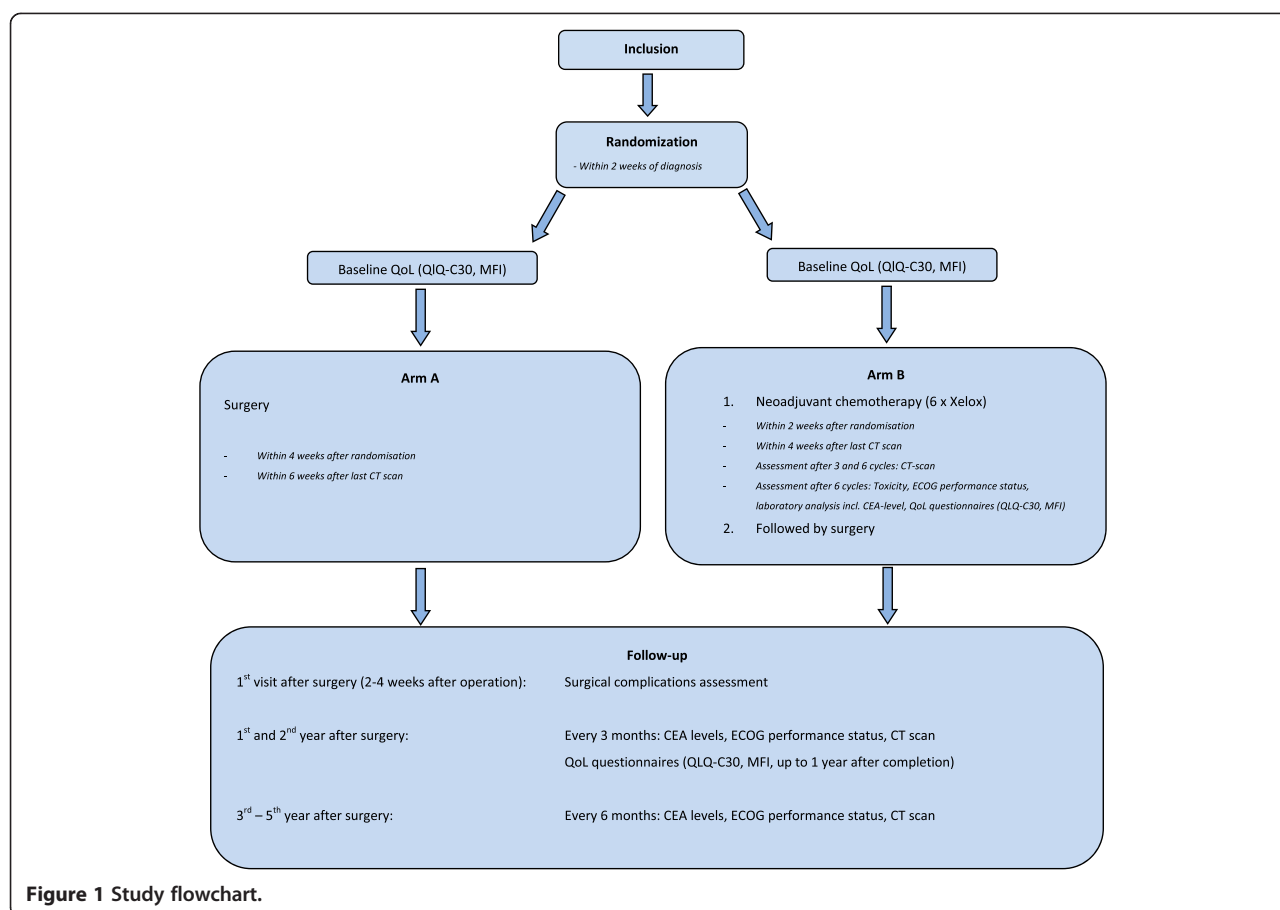 Inclusion
Randomization
- Within 2 weeks of diagnosis
Baseline QoL (QlQ-C30, MFI)
Baseline QoL (QlQ-C30, MFI)
Arm A
Surgery
- Within 4 weeks after randomisation
- Within 6 weeks after last CT scan
Arm B
1. Neoadjuvant chemotherapy (6 x Xelox)
- Within 2 weeks after randomisation
- Within 4 weeks after last CT scan
- Assessment after 3 and 6 cycles: CT-scan
- Assessment after 6 cycles: Toxicity, ECOG performance status,
laboratory analysis incl. CEA-level, QoL questionnaires (QLQ-C30, MFI)
2. Followed by surgery
Follow-up
1st visit after surgery (2-4 weeks after operation): Surgical complications assessment
1st and 2nd year after surgery: Every 3 months: CEA levels, ECOG performance status, CT scan
QoL questionnaires (QLQ-C30, MFI, up to 1 year after completion)
3rd – 5th year after surgery: Every 6 months: CEA levels, ECOG performance status, CT scan
Figure 1 Study flowchart.